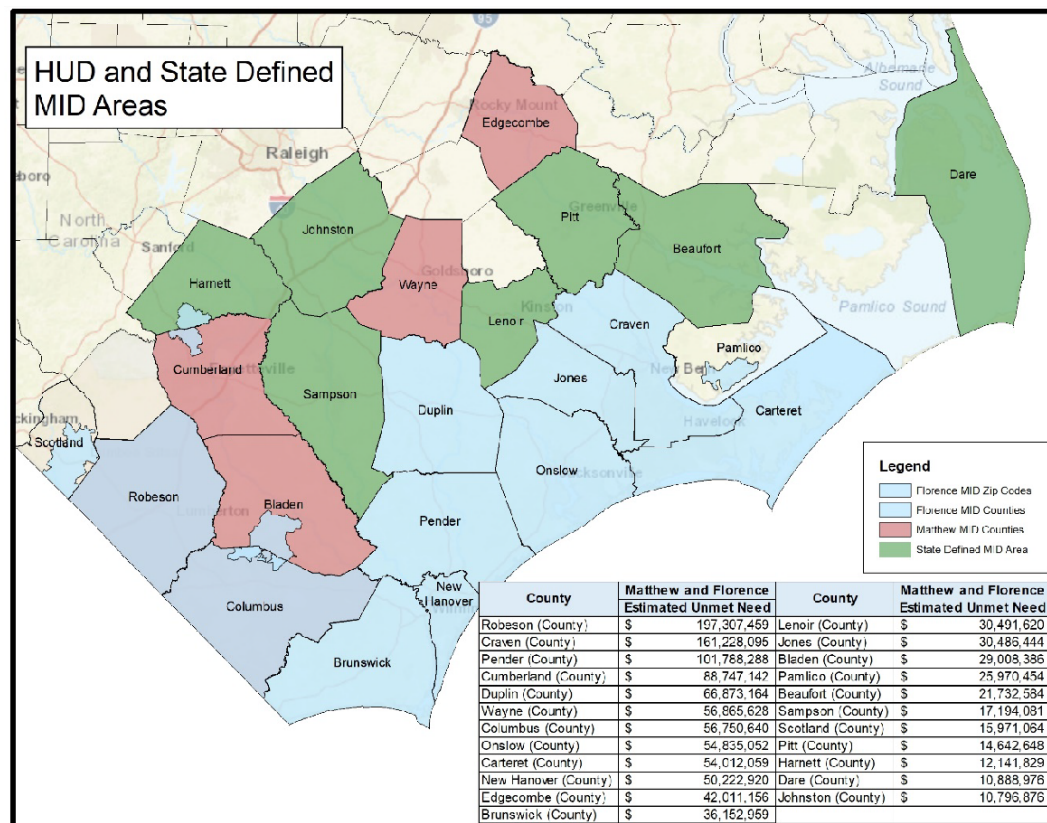 HUD and State Defined
MID Areas
95
Albemarle
Sound
Rocky Mount
Edgecombe
Raleigh
Dare
North
Carolina
Johnston
Greenville
Pitt
Sanford
Beaufort
Harnett
Goldsboro
Wayne
Pamlico Sound
Kinston
Lenoir
Craven
Pamlico
Cumberland
Jones
New Bern
Sampson
Duplin
Carteret
Havelock
Scotland
Onslow
Robeson
Bladen
Pender
Columbus
New
Hanover
Brunswick
Legend
Florence MID Zip Codes
Florence MID Counties
Matthew MID Counties
State Defined MID Area
County Matthew and Florence County Matthew and Florence
Estimated Unmet Need Estimated Unmet Need
Robeson (County) $ 197,307,459 Lenoir (County) $ 30,491,620
Craven (County) $ 161,228,095 Jones (County) $ 30,486,444
Pender (County) $ 101,788,288 Bladen (County) $ 29,008,386
Cumberland (County) $ 88,747,142 Pamlico (County) $ 25,970,454
Duplin (County) $ 66,873,164 Beaufort (County) $ 21,732,584
Wayne (County) $ 56,865,628 Sampson (County) $ 17,194,081
Columbus (County) $ 56,750,640 Scotland (County) $ 15,971,064
Onslow (County) $ 54,835,052 Pitt (County) $ 14,642,648
Carteret (County) $ 54,012,059 Harnett (County) $ 12,141,829
New Hanover (County) $ 50,222,920 Dare (County) $ 10,888,976
Edgecombe (County) $ 42,011,156 Johnston (County) $ 10,796,876
Brunswick (County) $ 36,152,959